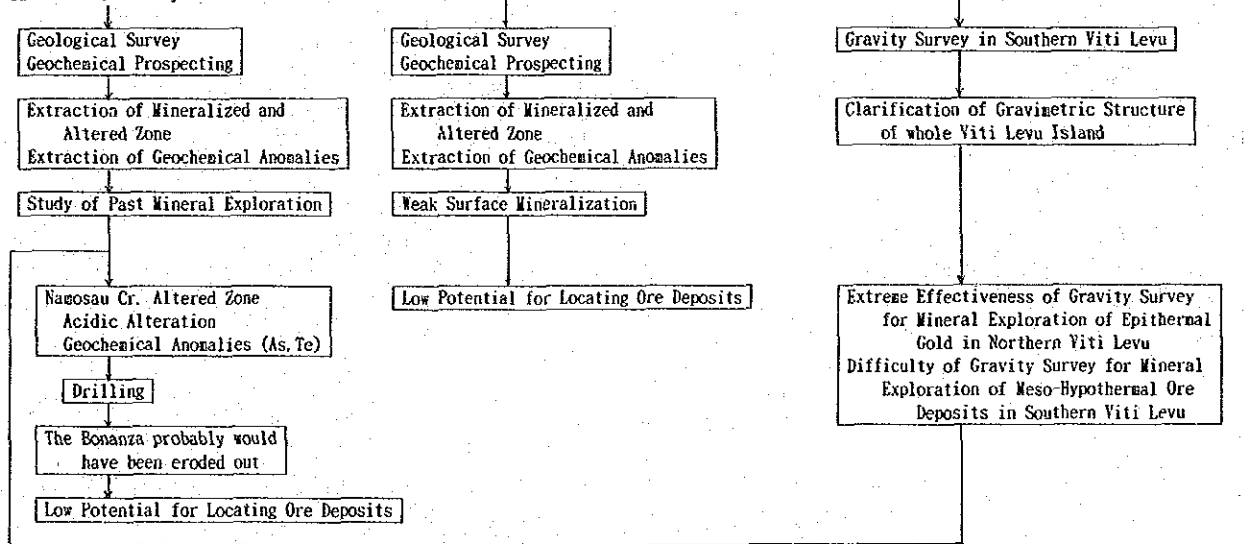 Geological Survey
Geochemical Prospecting
Extraction of Mineralized and
Altered Zone
Extraction of Geochemical Anomalies
Study of Past Mineral Exploration
Namosau Cr. Altered Zone
Acidic Alteration
Geochemical Anomalies (As, Te)
Drilling
The Bonanza probably would
have been eroded out
Low Potential for Locating Ore Deposits
Geological Survey
Geochemical Prospecting
Extraction of Mineralized and
Altered Zone
Extraction of Geochemical Anomalies
Weak Surface Mineralization
Low Potential for Locating Ore Deposits
Gravity Survey in Southern Viti Levu
Clarification of Gravimetric Structure
of whole Viti Levu Island
Extreme Effectiveness of Gravity Survey
for Mineral Exploration of Epithermal
Gold in Northern Viti Levu
Difficulty of Gravity Survey for Mineral
Exploration of Meso-Hypothermal Ore
Deposits in Southern Viti Levu